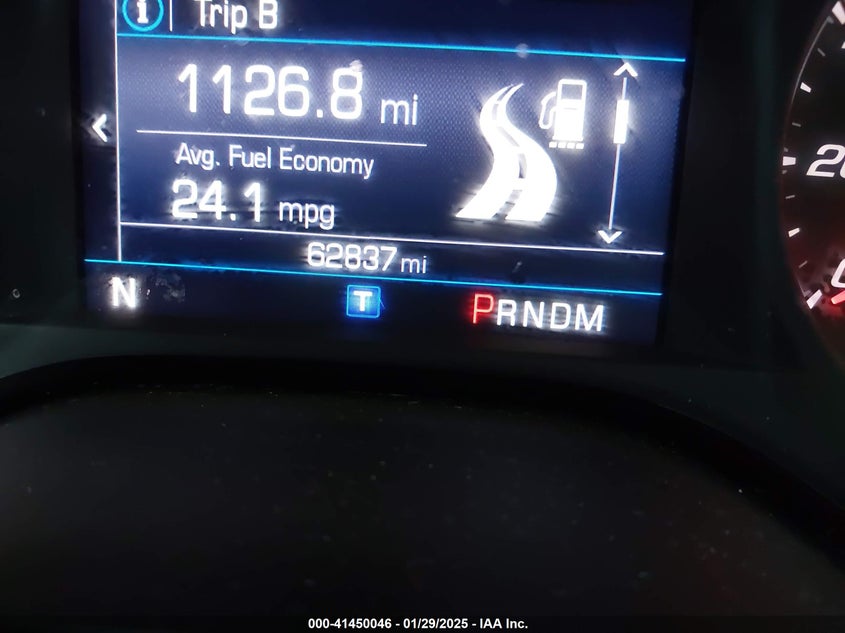 i Trip B
1126.8 mi
Avg. Fuel Economy
24.1 mpg
62837 mi
N T PRNDM
000-41450046 - 01/29/2025 - IAA Inc.